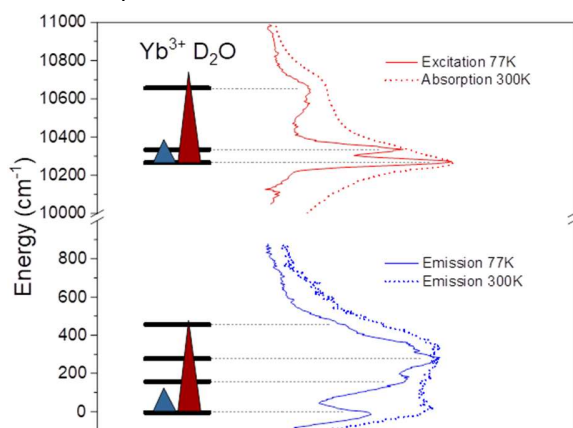 Yb³⁺ D₂O
Excitation 77K
Absorption 300K
Emission 77K
Emission 300K
Energy (cm⁻¹)
11000
10800
10600
10400
10200
10000
800
600
400
200
0